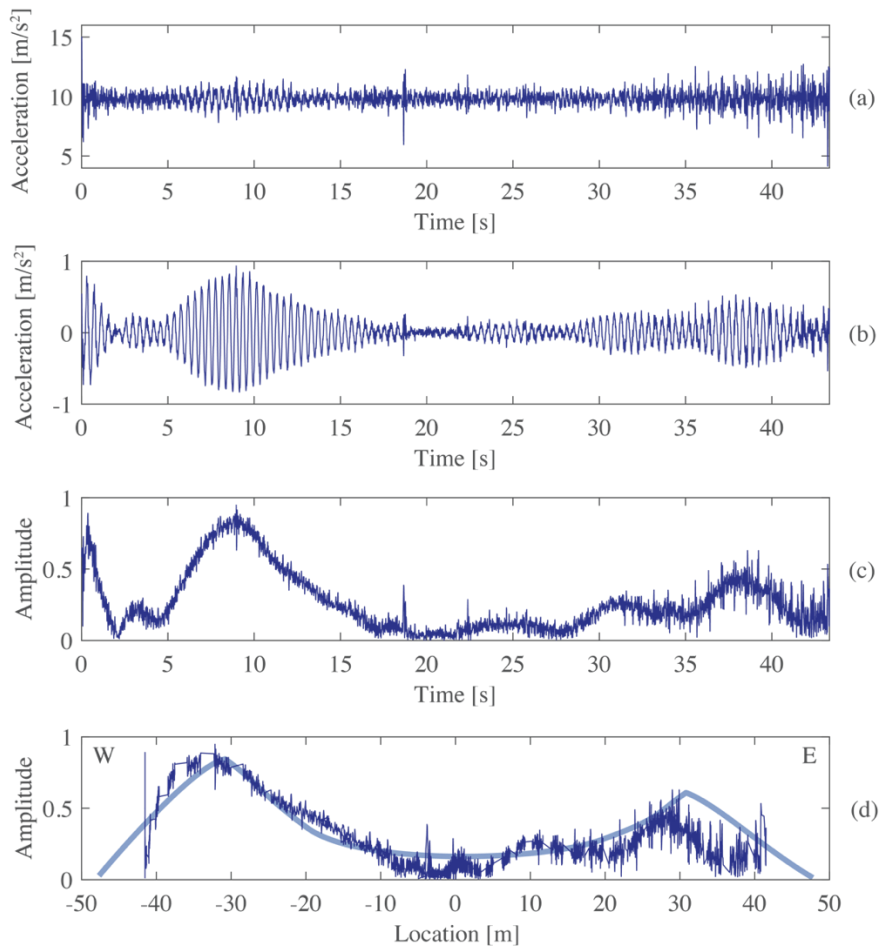 Acceleration [m/s²]
15
10
5
0 5 10 15 20 25 30 35 40
Time [s]
(a)
Acceleration [m/s²]
1
0
-1
0 5 10 15 20 25 30 35 40
Time [s]
(b)
Amplitude
1
0.5
0
0 5 10 15 20 25 30 35 40
Time [s]
(c)
Amplitude
1
0.5
0
W E
-50 -40 -30 -20 -10 0 10 20 30 40 50
Location [m]
(d)